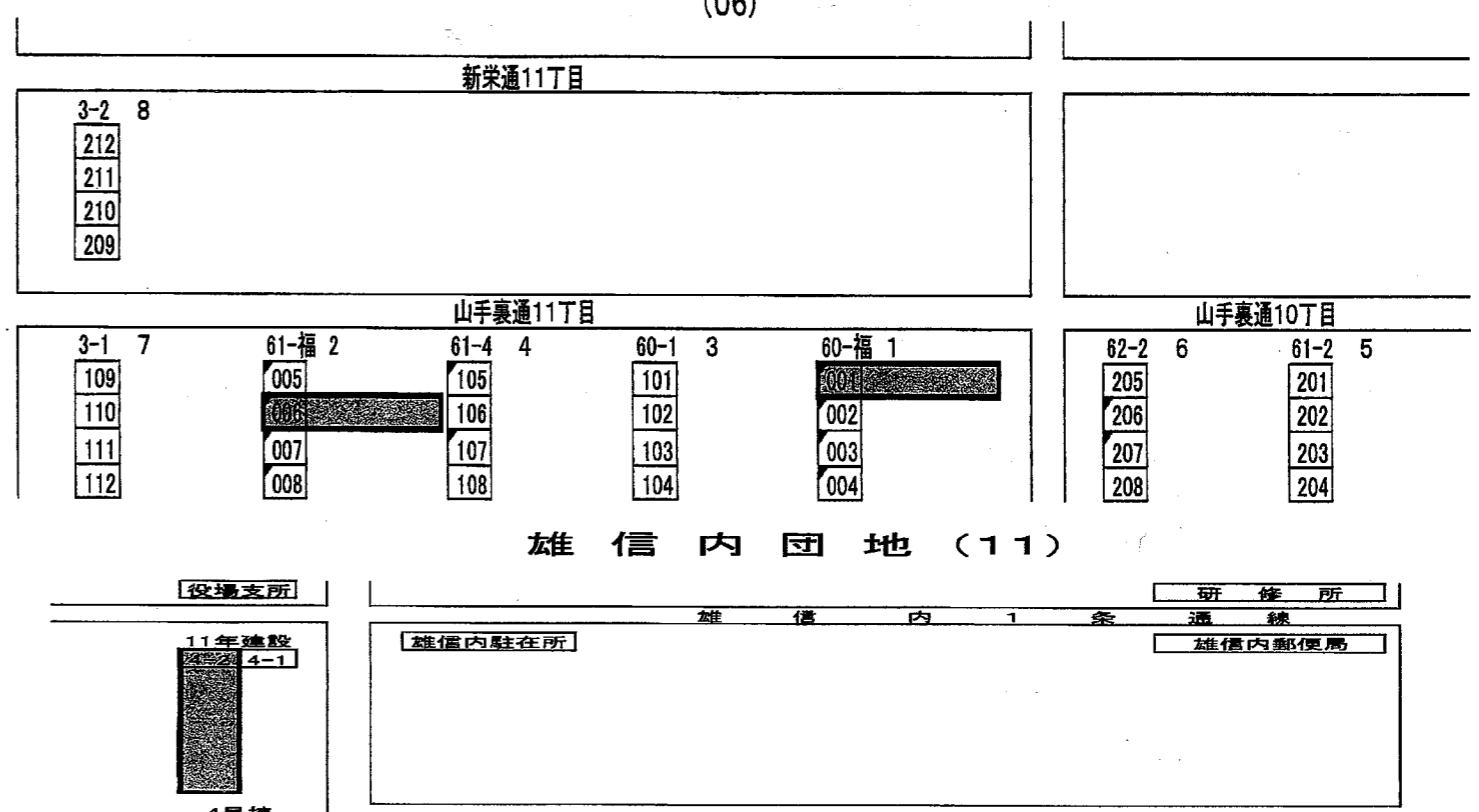 (06)
新栄通11丁目
3-2 8
212
211
210
209
山手裏通11丁目 山手裏通10丁目
3-1 7 61-福 2 61-4 4 60-1 3 60-福 1 62-2 6 61-2 5
109 005 105 101 001 205 201
110 006 106 102 002 206 202
111 007 107 103 003 207 203
112 008 108 104 004 208 204
雄信内団地(11)
役場支所 研修所
雄信内1条通線
11年建設 雄信内駐在所 雄信内郵便局
4-2 4-1